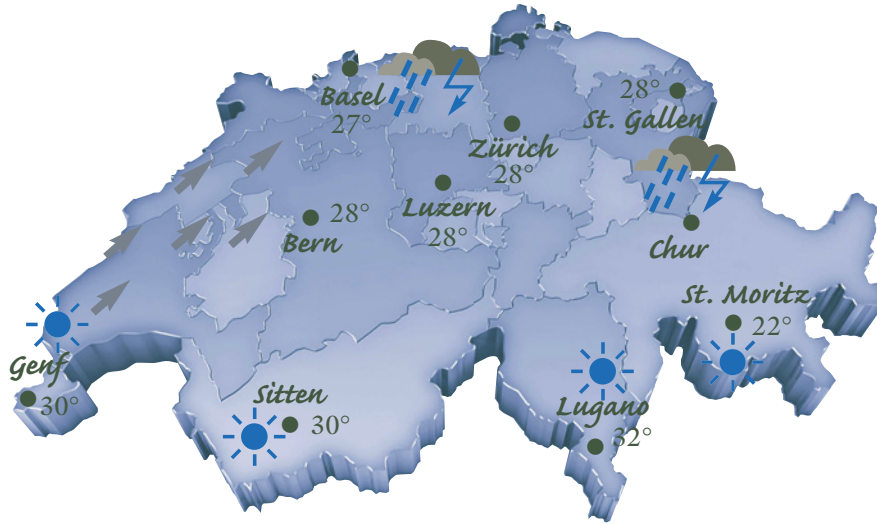 Basel
27°
28°
St. Gallen
Zürich
28°
Luzern
28°
28°
Bern
Chur
St. Moritz
22°
Genf
30°
Sitten
30°
Lugano
32°